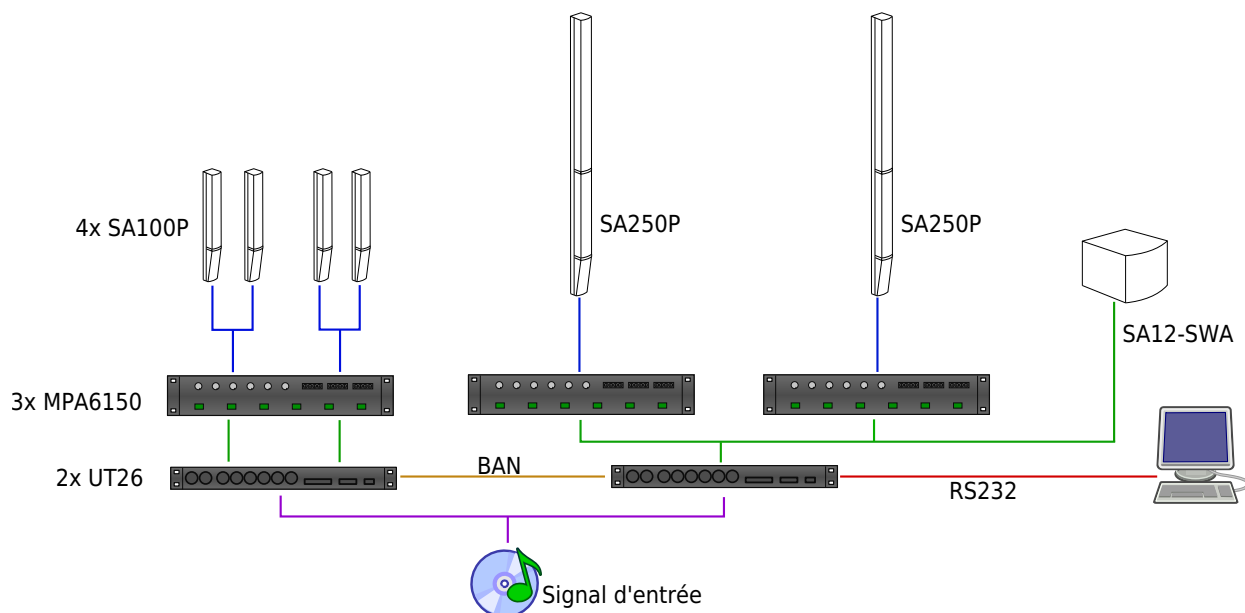 4x SA100P
SA250P
SA250P
SA12-SWA
3x MPA6150
2x UT26
BAN
RS232
Signal d'entrée